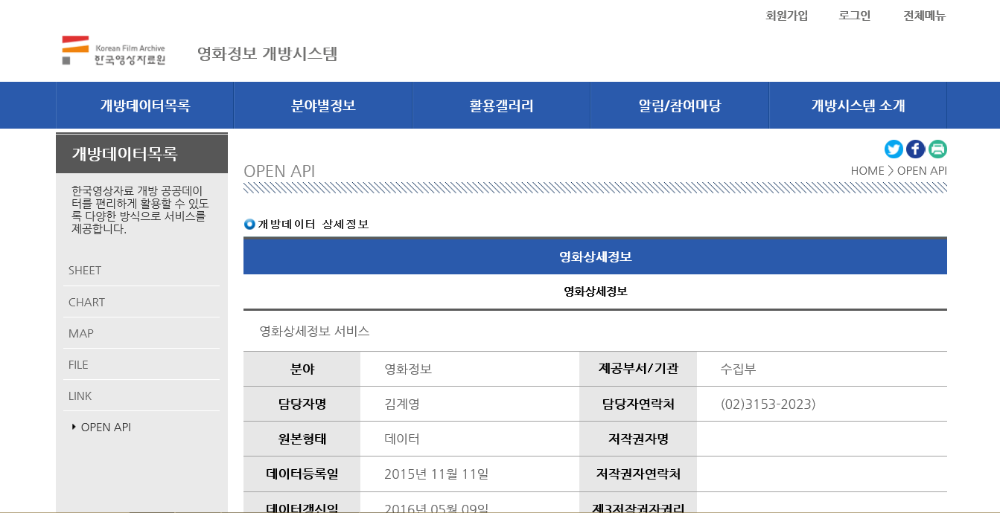 회원가입 로그인 전체메뉴
Korean Film Archive
한국영상자료원
영화정보 개방시스템
개방데이터목록 분야별정보 활용갤러리 알림/참여마당 개방시스템 소개
개방데이터목록
한국영상자료 개방 공공데이
터를 편리하게 활용할 수 있도
록 다양한 방식으로 서비스를
제공합니다.
SHEET
CHART
MAP
FILE
LINK
OPEN API
OPEN API
HOME > OPEN API
개방데이터 상세정보
영화상세정보
영화상세정보
영화상세정보 서비스
분야 영화정보 제공부서/기관 수집부
담당자명 김계영 담당자연락처 (02)3153-2023)
원본형태 데이터 저작권자명
데이터등록일 2015년 11월 11일 저작권자연락처
데이터갱신일 2016년 05월 09일 제3저작권자권리